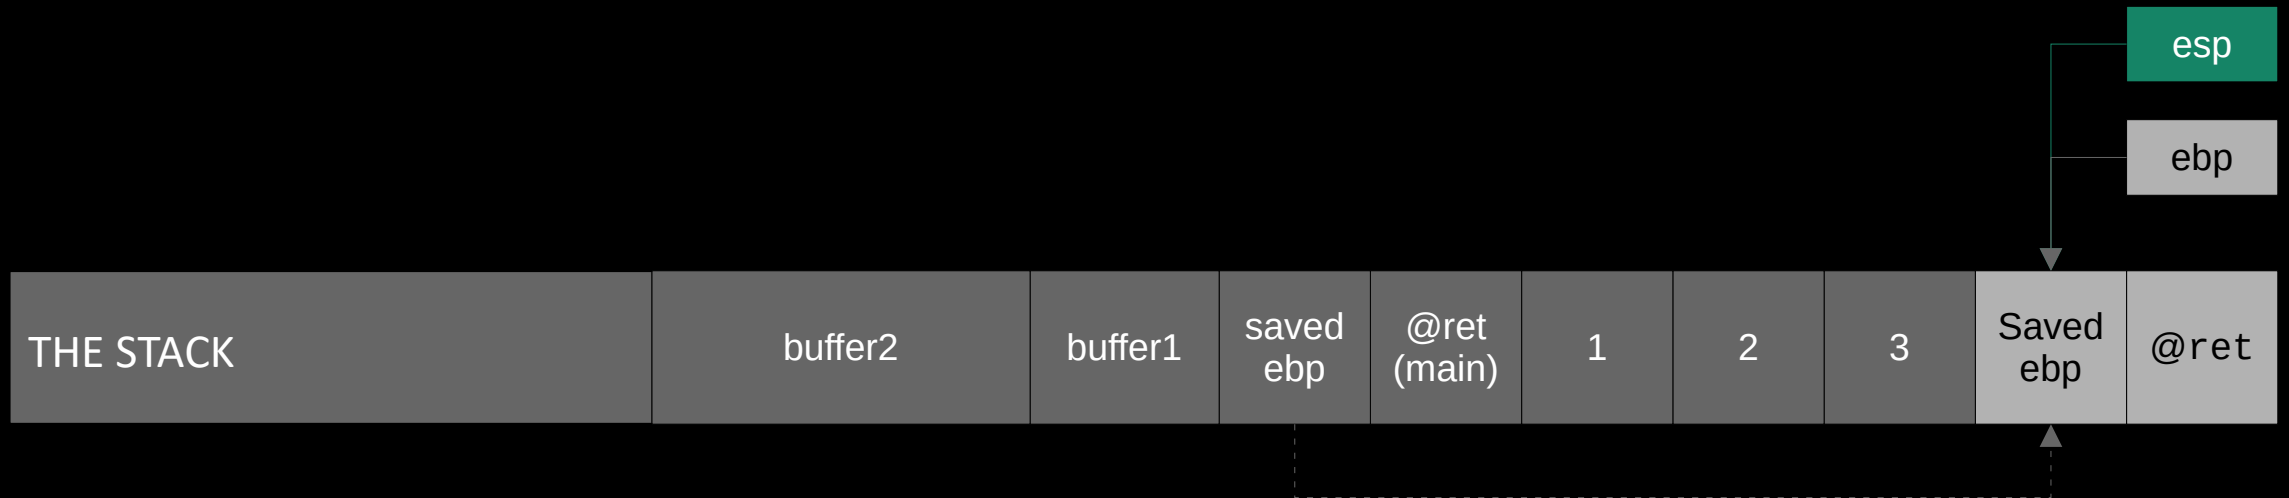 esp
ebp
THE STACK
buffer2
buffer1
saved
ebp
@ret
(main)
1
2
3
Saved
ebp
@ret